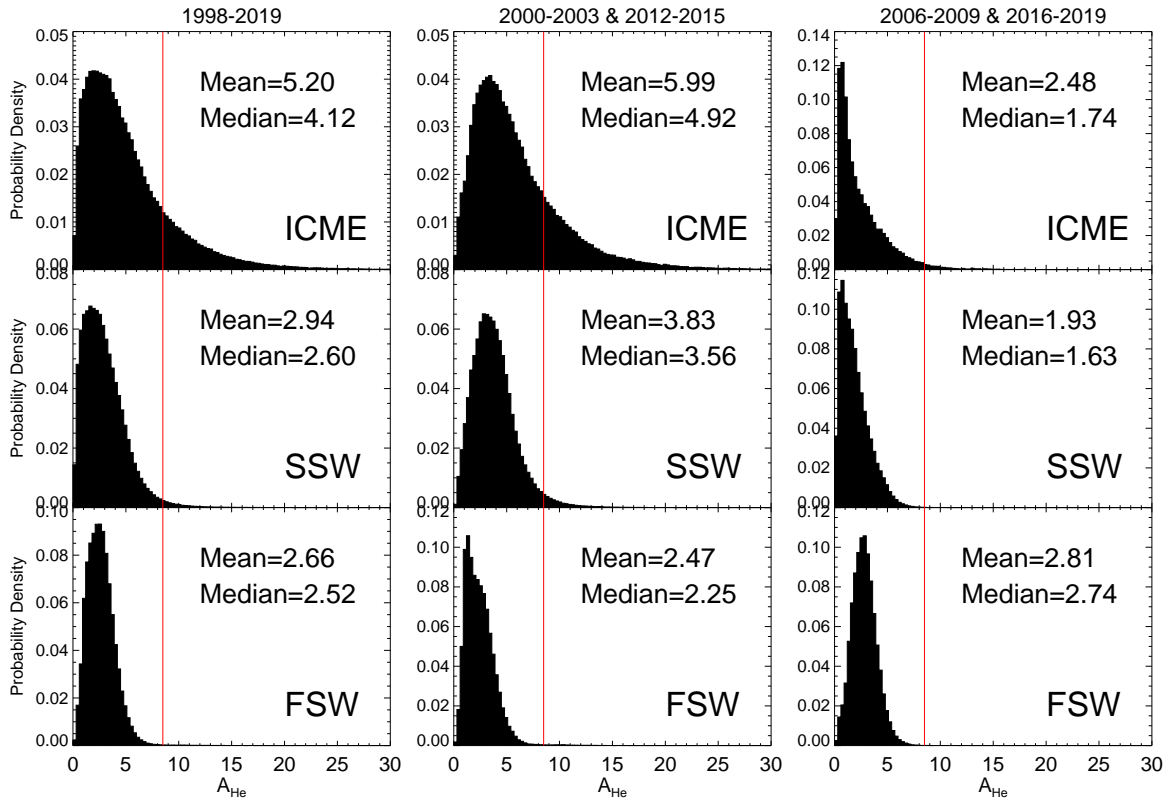 1998-2019
2000-2003 & 2012-2015
2006-2009 & 2016-2019
Probability Density
0.05
0.04
0.03
0.02
0.01
0.00
Mean=5.20
Median=4.12
ICME
0.05
0.04
0.03
0.02
0.01
0.00
Mean=5.99
Median=4.92
ICME
0.14
0.12
0.10
0.08
0.06
0.04
0.02
0.00
Mean=2.48
Median=1.74
ICME
Probability Density
0.08
0.06
0.04
0.02
0.00
Mean=2.94
Median=2.60
SSW
0.08
0.06
0.04
0.02
0.00
Mean=3.83
Median=3.56
SSW
0.12
0.10
0.08
0.06
0.04
0.02
0.00
Mean=1.93
Median=1.63
SSW
Probability Density
0.10
0.08
0.06
0.04
0.02
0.00
Mean=2.66
Median=2.52
FSW
0 5 10 15 20 25 30
A_He
0.12
0.10
0.08
0.06
0.04
0.02
0.00
Mean=2.47
Median=2.25
FSW
0 5 10 15 20 25 30
A_He
0.12
0.10
0.08
0.06
0.04
0.02
0.00
Mean=2.81
Median=2.74
FSW
0 5 10 15 20 25 30
A_He